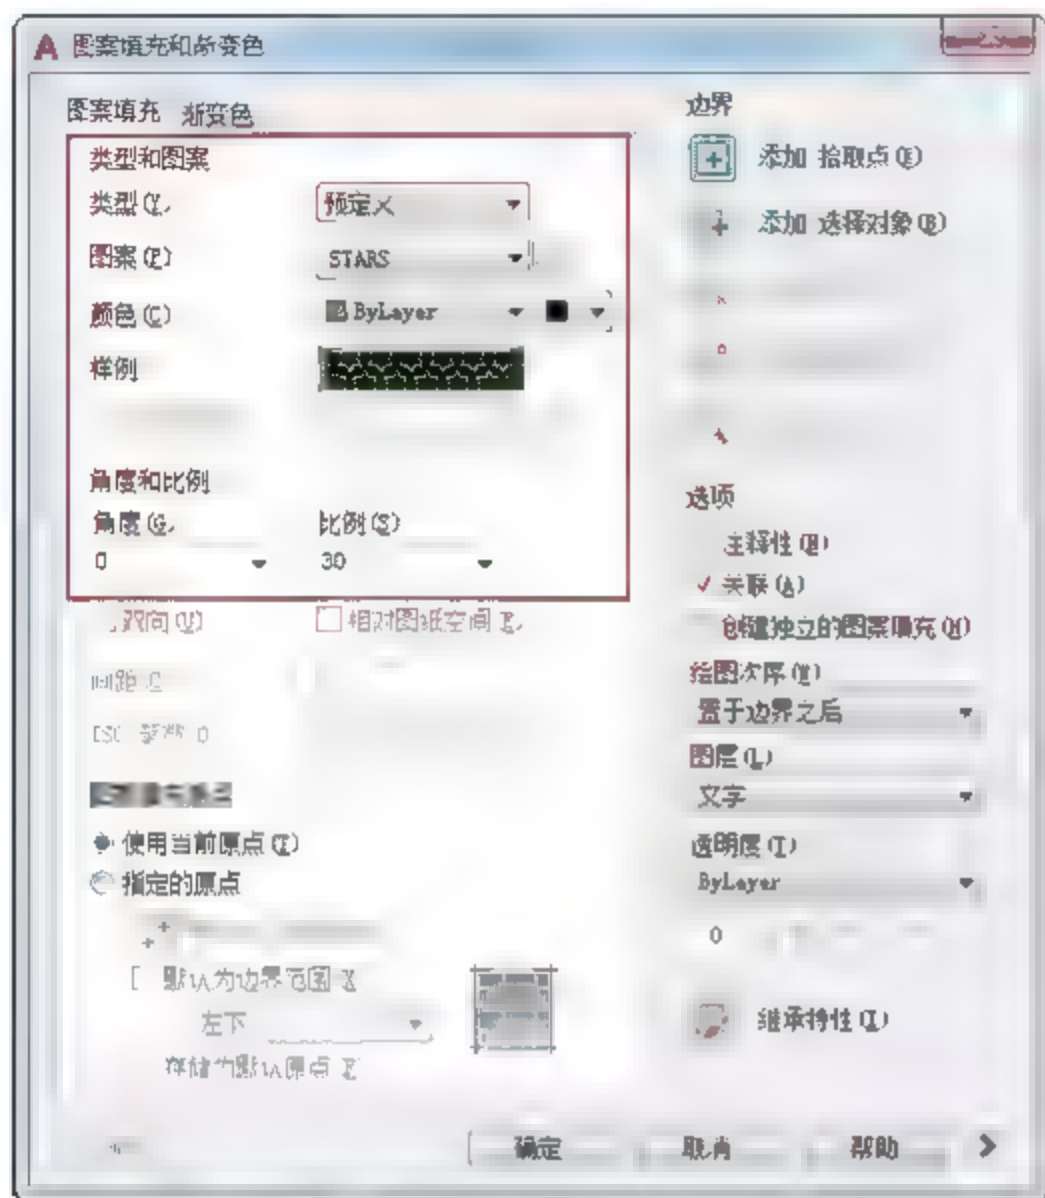 图案填充和渐变色
图案填充 渐变色
类型和图案
类型(Y)
预定义
图案(P)
STARS
颜色(C)
ByLayer
样例
角度和比例
角度(G)
比例(S)
0
30
双向(U)
相对图纸空间
间距
ISO
使用当前原点(T)
指定的原点
默认为边界范围 X
左下
存储为默认原点 F
边界
添加 拾取点(E)
添加 选择对象(B)
选项
注释性(N)
关联(A)
创建独立的图案填充(H)
绘图次序(W)
置于边界之后
图层(L)
文字
透明度(T)
ByLayer
0
继承特性(I)
确定
取消
帮助